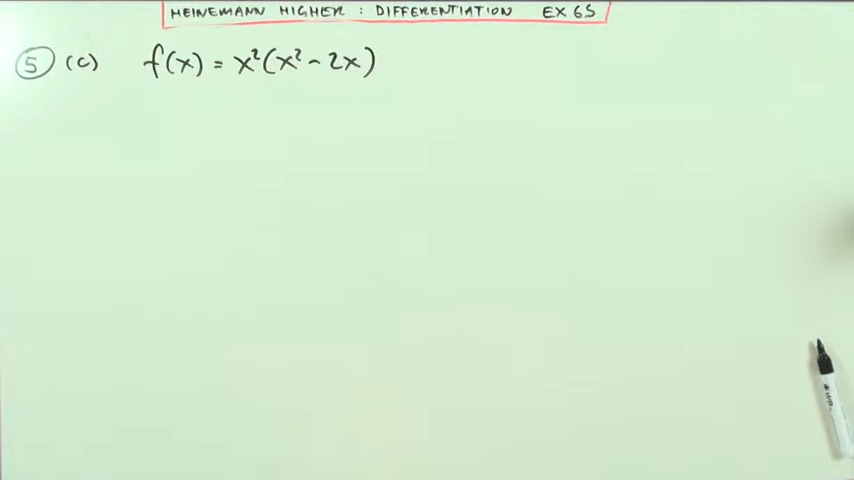 HEINEMANN HIGHER : DIFFERENTIATION EX 6S
5 (c) f(x) = x²(x² - 2x)